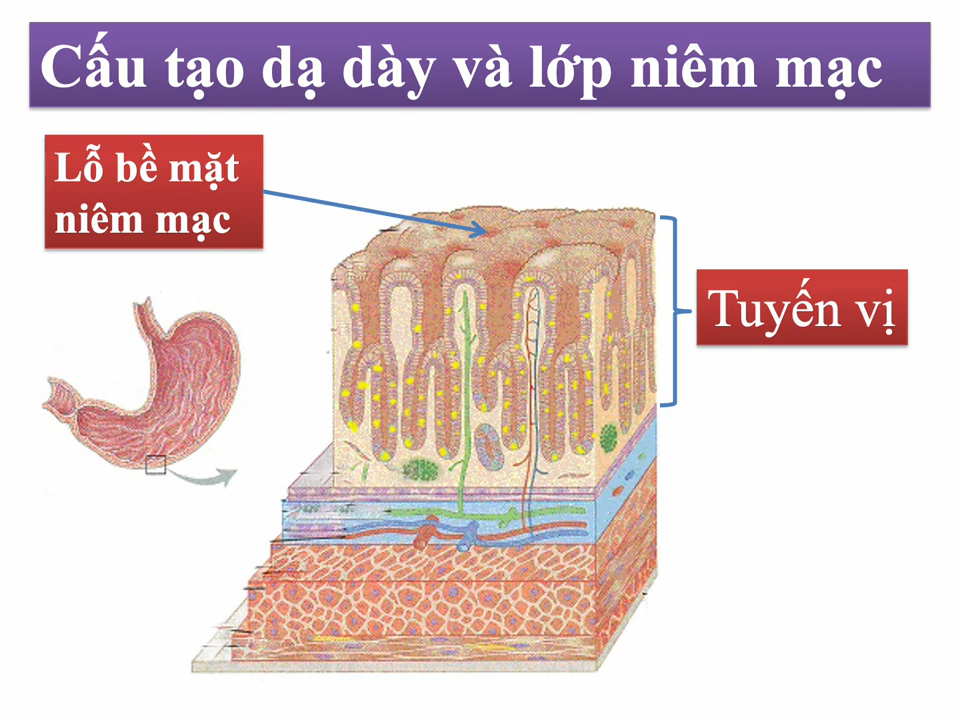 Cấu tạo dạ dày và lớp niêm mạc
Lỗ bề mặt
niêm mạc
Tuyến vị